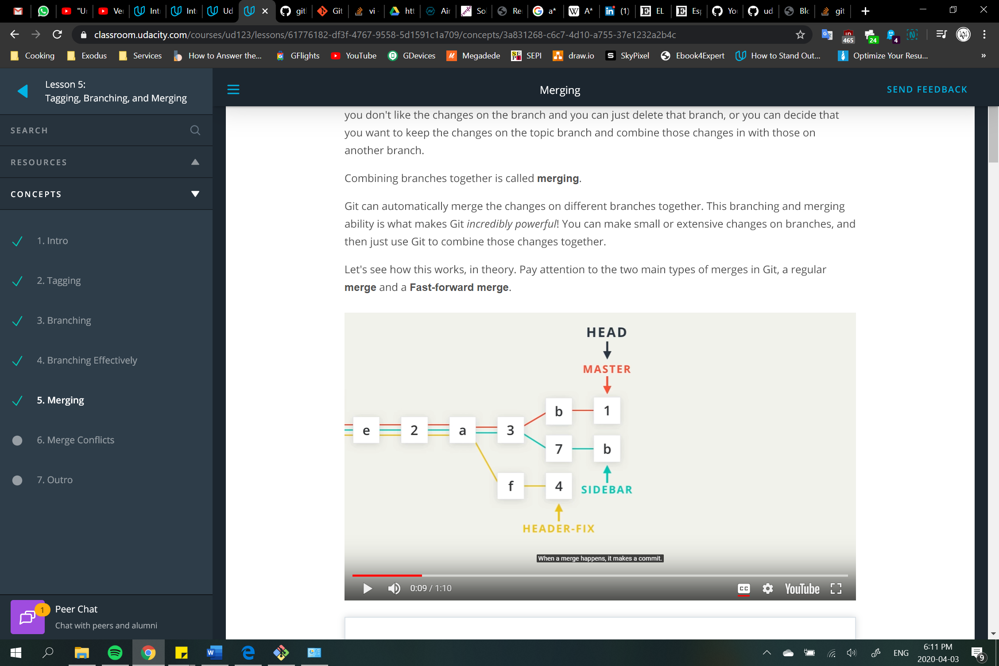 "U
Ve
Int
Int
Ud
git
Git
vi
htt
Air
So
Re
a*
A*
(1)
EL
Esp
Yo
ud
Blo
git
classroom.udacity.com/courses/ud123/lessons/61776182-df3f-4767-9558-5d1591c1a709/concepts/3a831268-c6c7-4d10-a755-37e1232a2b4c
465
24
4
Cooking
Exodus
Services
How to Answer the...
GFlights
YouTube
GDevices
Megadede
SEPI
draw.io
SkyPixel
Ebook4Expert
How to Stand Out...
Optimize Your Resu...
»
Lesson 5:
Tagging, Branching, and Merging
SEARCH
RESOURCES
CONCEPTS
1. Intro
2. Tagging
3. Branching
4. Branching Effectively
5. Merging
6. Merge Conflicts
7. Outro
1
Peer Chat
Chat with peers and alumni
Merging
SEND FEEDBACK
you don't like the changes on the branch and you can just delete that branch, or you can decide that
you want to keep the changes on the topic branch and combine those changes in with those on
another branch.
Combining branches together is called merging.
Git can automatically merge the changes on different branches together. This branching and merging
ability is what makes Git incredibly powerful! You can make small or extensive changes on branches, and
then just use Git to combine those changes together.
Let's see how this works, in theory. Pay attention to the two main types of merges in Git, a regular
merge and a Fast-forward merge.
HEAD
MASTER
b
1
e
2
a
3
7
b
f
4
SIDEBAR
HEADER-FIX
When a merge happens, it makes a commit.
0:09 / 1:10
CC
YouTube
ENG
6:11 PM
2020-04-03
9